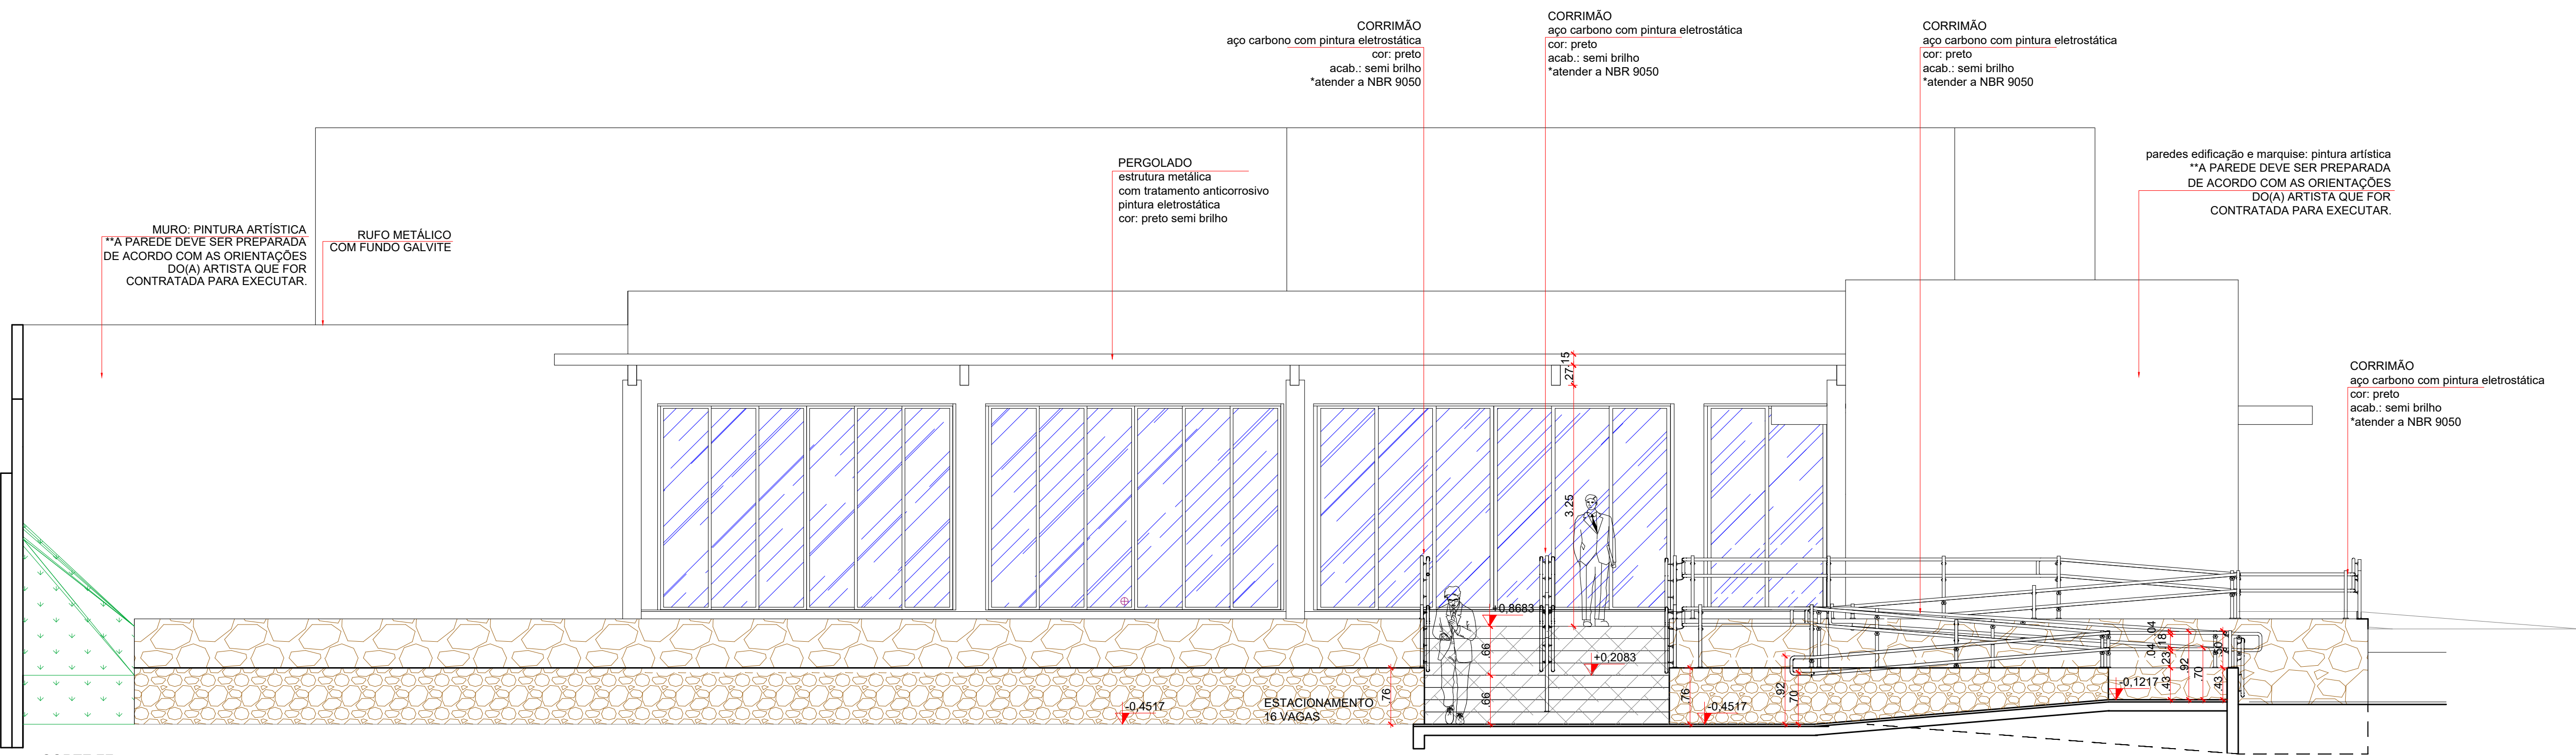 CORRIMÃO
aço carbono com pintura eletrostática
cor: preto
acab.: semi brilho
*atender a NBR 9050
CORRIMÃO
aço carbono com pintura eletrostática
cor: preto
acab.: semi brilho
*atender a NBR 9050
CORRIMÃO
aço carbono com pintura eletrostática
cor: preto
acab.: semi brilho
*atender a NBR 9050
PERGOLADO
estrutura metálica
com tratamento anticorrosivo
pintura eletrostática
cor: preto semi brilho
paredes edificação e marquise: pintura artística
**A PAREDE DEVE SER PREPARADA
DE ACORDO COM AS ORIENTAÇÕES
DO(A) ARTISTA QUE FOR
CONTRATADA PARA EXECUTAR.
MURO: PINTURA ARTÍSTICA
**A PAREDE DEVE SER PREPARADA
DE ACORDO COM AS ORIENTAÇÕES
DO(A) ARTISTA QUE FOR
CONTRATADA PARA EXECUTAR.
RUFO METÁLICO
COM FUNDO GALVITE
CORRIMÃO
aço carbono com pintura eletrostática
cor: preto
acab.: semi brilho
*atender a NBR 9050
.15
.27
3.25
+0,8683
.66
+0,2083
.66
.76
ESTACIONAMENTO
16 VAGAS
-0,4517
.76
-0,4517
.92
.70
.04
.18
.04
.23
.43
.92
.70
.43
-0,1217